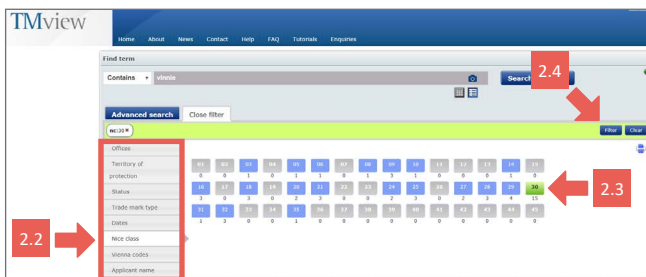 TMview
Home About News Contact Help FAQ Tutorials Enquiries
Find term
Contains vinnie
Sear
2.4
Advanced search Close filter
nc:30 ×
Filter Clear
Offices
Territory of
protection
Status
Trade mark type
Dates
Nice class
Vienna codes
Applicant name
01 02 03 04 05 06 07 08 09 10 11 12 13 14 15
0 0 1 0 1 1 0 1 3 1 0 0 0 1 0
16 17 18 19 20 21 22 23 24 25 26 27 28 29 30
3 0 3 0 2 3 0 0 2 3 0 2 3 4 15
31 32 33 34 35 36 37 38 39 40 41 42 43 44 45
1 3 0 0 1 0 0 0 0 0 0 0 0 0 0
2.3
2.2